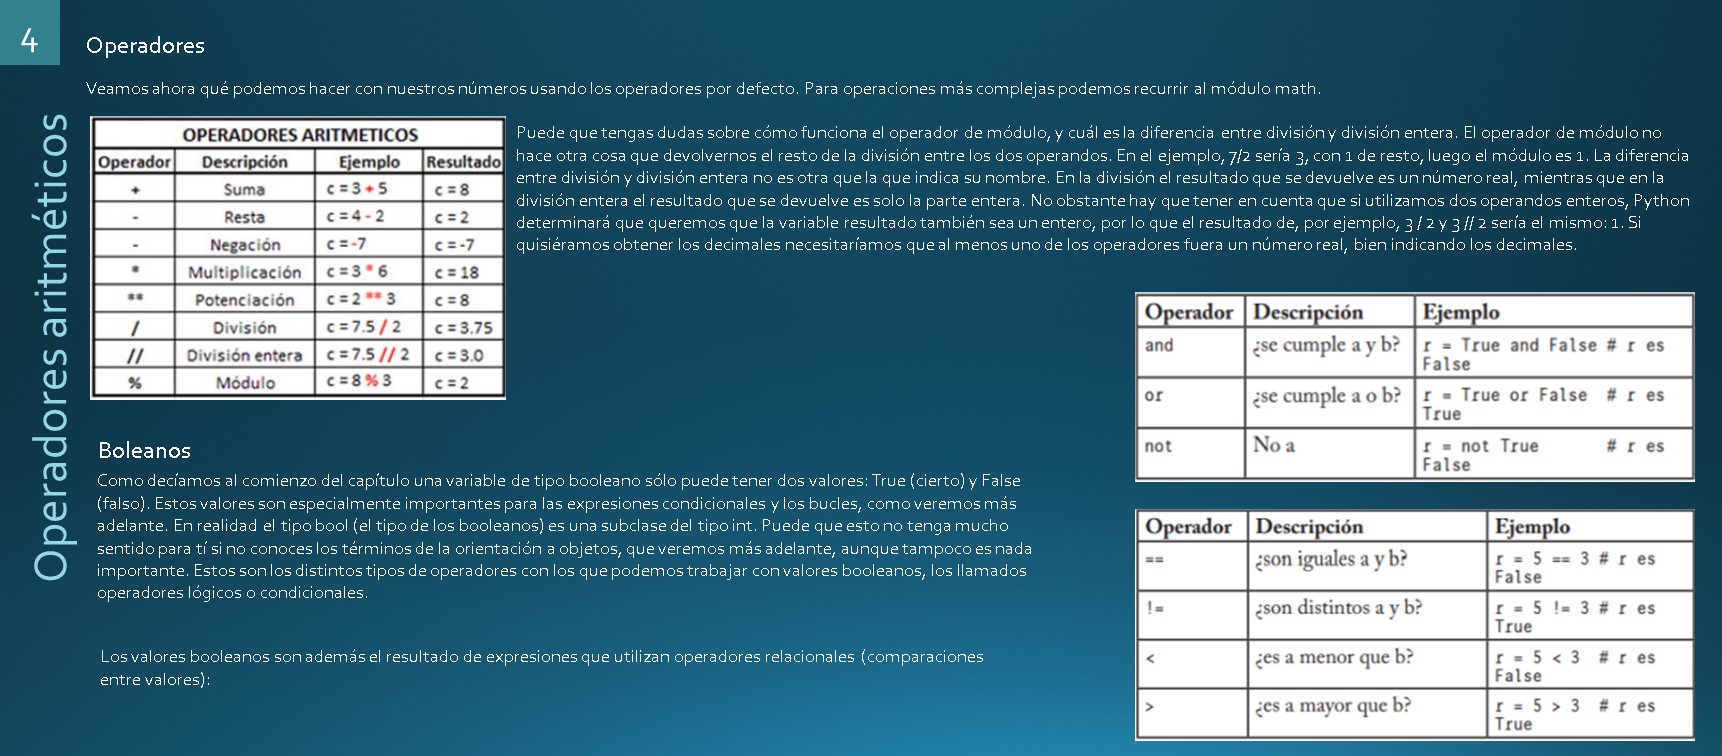 4
Operadores
Operadores aritméticos
Veamos ahora qué podemos hacer con nuestros números usando los operadores por defecto. Para operaciones más complejas podemos recurrir al módulo math.
OPERADORES ARITMETICOS
Operador Descripción Ejemplo Resultado
+ Suma c = 3 + 5 c = 8
- Resta c = 4 - 2 c = 2
- Negación c = -7 c = -7
* Multiplicación c = 3 * 6 c = 18
** Potenciación c = 2 ** 3 c = 8
/ División c = 7.5 / 2 c = 3.75
// División entera c = 7.5 // 2 c = 3.0
% Módulo c = 8 % 3 c = 2
Puede que tengas dudas sobre cómo funciona el operador de módulo, y cuál es la diferencia entre división y división entera. El operador de módulo no
hace otra cosa que devolvernos el resto de la división entre los dos operandos. En el ejemplo, 7/2 sería 3, con 1 de resto, luego el módulo es 1. La diferencia
entre división y división entera no es otra que la que indica su nombre. En la división el resultado que se devuelve es un número real, mientras que en la
división entera el resultado que se devuelve es solo la parte entera. No obstante hay que tener en cuenta que si utilizamos dos operandos enteros, Python
determinará que queremos que la variable resultado también sea un entero, por lo que el resultado de, por ejemplo, 3 / 2 y 3 // 2 sería el mismo: 1. Si
quisiéramos obtener los decimales necesitaríamos que al menos uno de los operadores fuera un número real, bien indicando los decimales.
Operador Descripción Ejemplo
and ¿se cumple a y b? r = True and False # r es
False
or ¿se cumple a o b? r = True or False # r es
True
not No a r = not True # r es
False
Boleanos
Como decíamos al comienzo del capítulo una variable de tipo booleano sólo puede tener dos valores: True (cierto) y False
(falso). Estos valores son especialmente importantes para las expresiones condicionales y los bucles, como veremos más
adelante. En realidad el tipo bool (el tipo de los booleanos) es una subclase del tipo int. Puede que esto no tenga mucho
sentido para tí si no conoces los términos de la orientación a objetos, que veremos más adelante, aunque tampoco es nada
importante. Estos son los distintos tipos de operadores con los que podemos trabajar con valores booleanos, los llamados
operadores lógicos o condicionales.
Los valores booleanos son además el resultado de expresiones que utilizan operadores relacionales (comparaciones
entre valores):
Operador Descripción Ejemplo
== ¿son iguales a y b? r = 5 == 3 # r es
False
!= ¿son distintos a y b? r = 5 != 3 # r es
True
< ¿es a menor que b? r = 5 < 3 # r es
False
> ¿es a mayor que b? r = 5 > 3 # r es
True